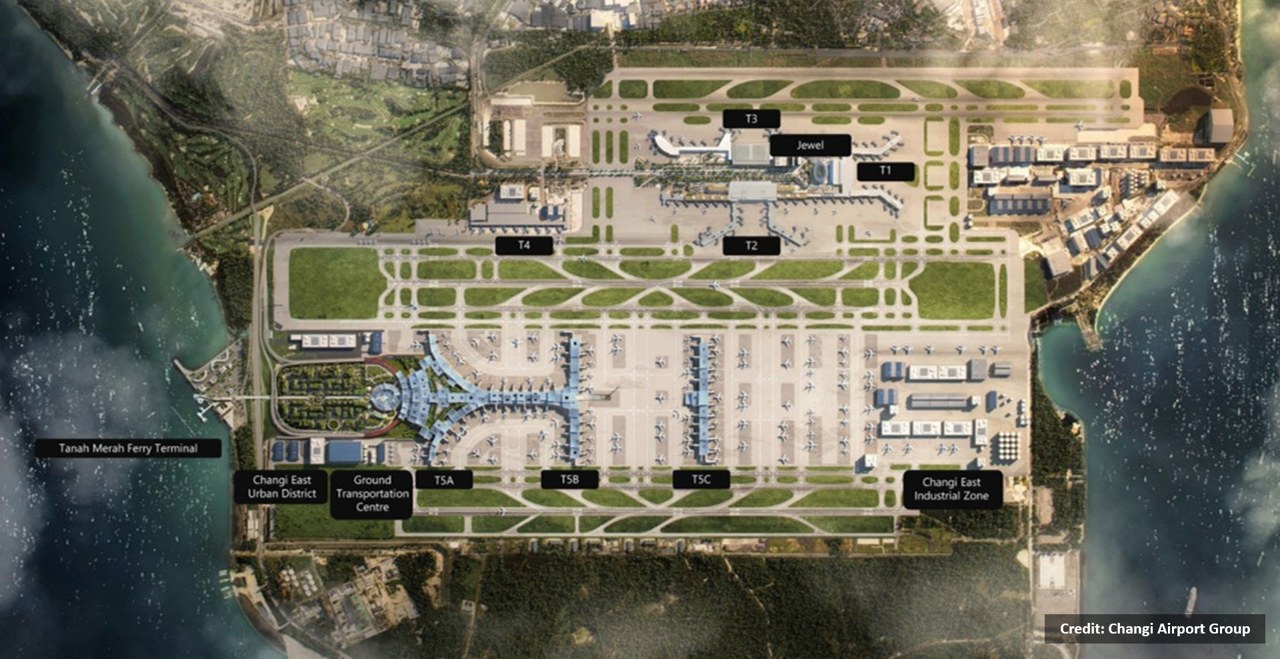 T3
Jewel
T1
T4
T2
Tanah Merah Ferry Terminal
Changi East
Urban District
Ground
Transportation
Centre
T5A
T5B
T5C
Changi East
Industrial Zone
Credit: Changi Airport Group